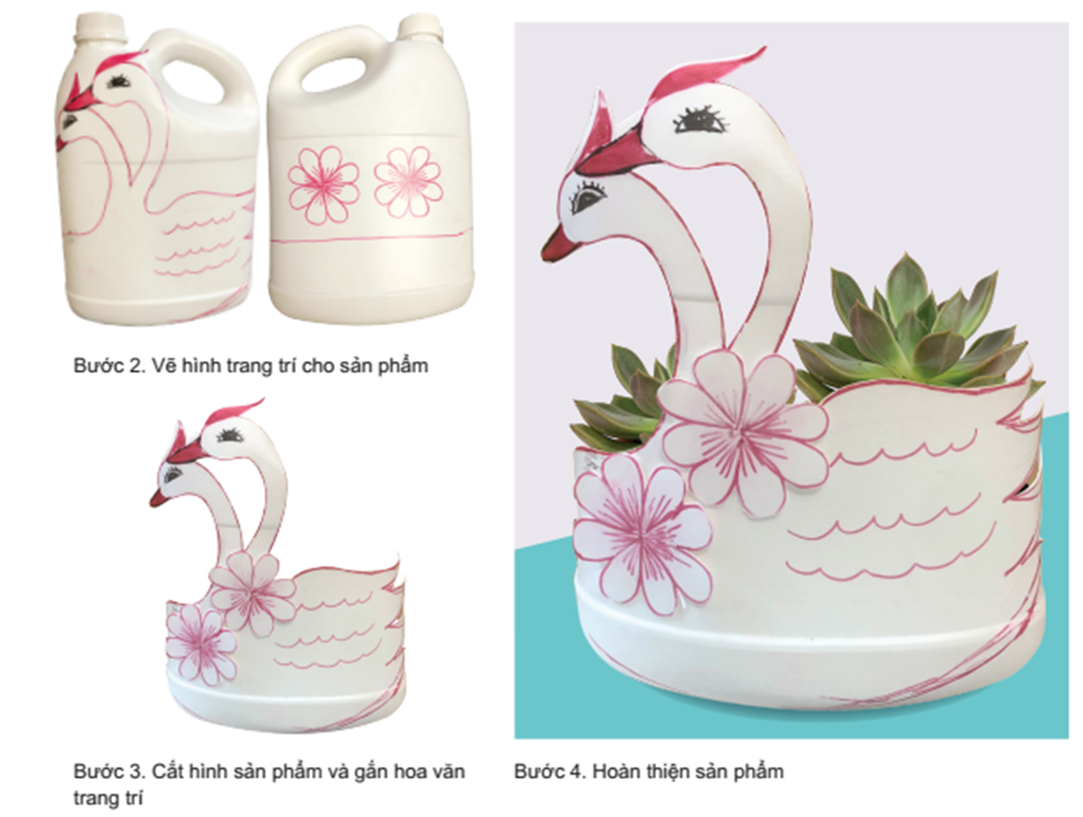 Bước 2. Vẽ hình trang trí cho sản phẩm
Bước 3. Cắt hình sản phẩm và gắn hoa văn
trang trí
Bước 4. Hoàn thiện sản phẩm